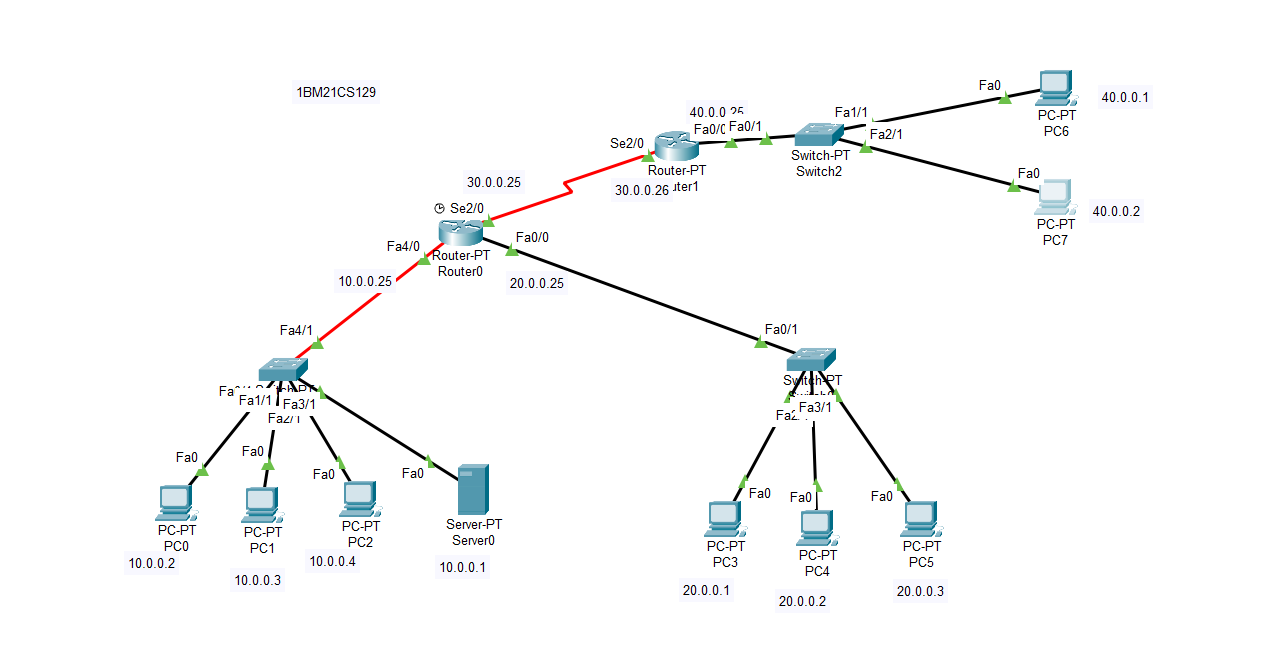 1BM21CS129
Fa0
40.0.0.1
PC-PT
PC6
40.0.0.25
Fa0/0
Fa0/1
Fa1/1
Fa2/1
Se2/0
Router-PT
Switch-PT
Switch2
30.0.0.25
30.0.0.26
Fa0
40.0.0.2
PC-PT
PC7
Se2/0
Fa4/0
Fa0/0
Router-PT
Router0
10.0.0.25
20.0.0.25
Fa4/1
Fa0/1
Switch-PT
Fa1/1
Fa3/1
Fa2/1
Fa3/1
Fa0
Fa0
Fa0
Fa0
Fa0
Fa0
Fa0
PC-PT
PC0
10.0.0.2
PC-PT
PC1
10.0.0.3
PC-PT
PC2
10.0.0.4
Server-PT
Server0
10.0.0.1
PC-PT
PC3
20.0.0.1
PC-PT
PC4
20.0.0.2
PC-PT
PC5
20.0.0.3